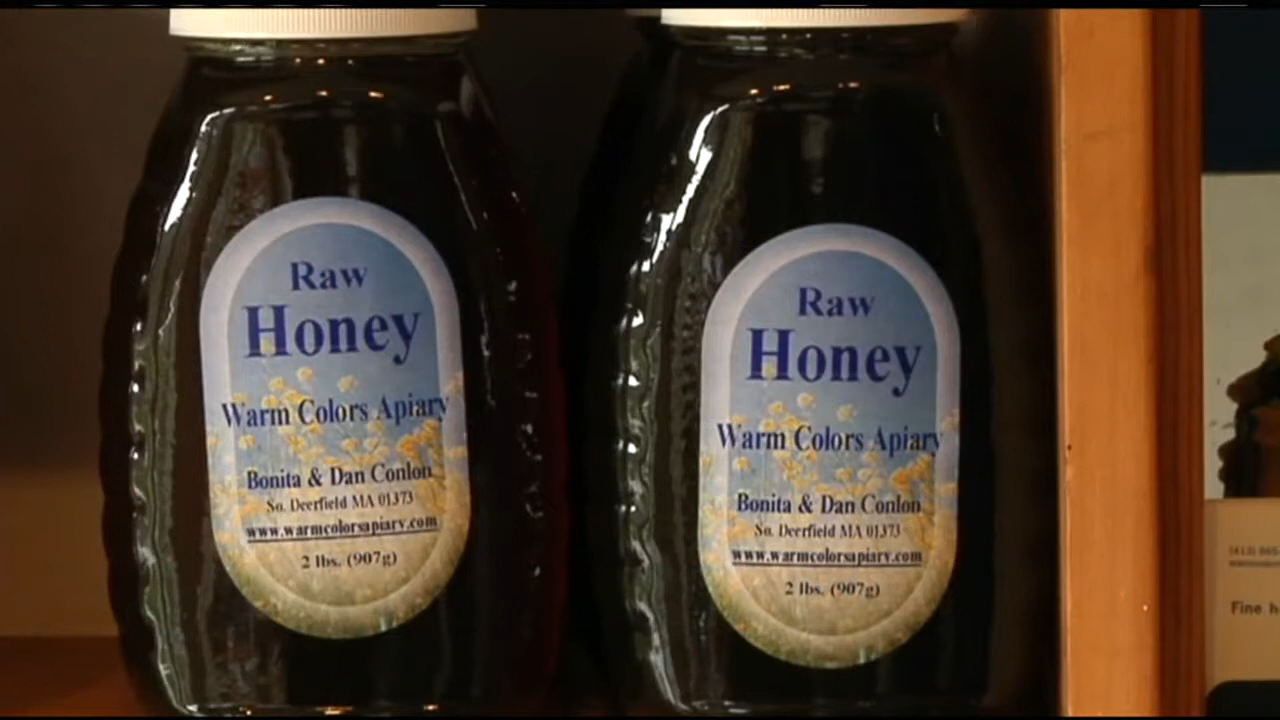 Raw
Honey
Warm Colors Apiary
Bonita & Dan Conlon
So. Deerfield MA 01373
www.warmcolorsapiary.com
2 lbs. (907g)
Raw
Honey
Warm Colors Apiary
Bonita & Dan Conlon
So. Deerfield MA 01373
www.warmcolorsapiary.com
2 lbs. (907g)
Fine